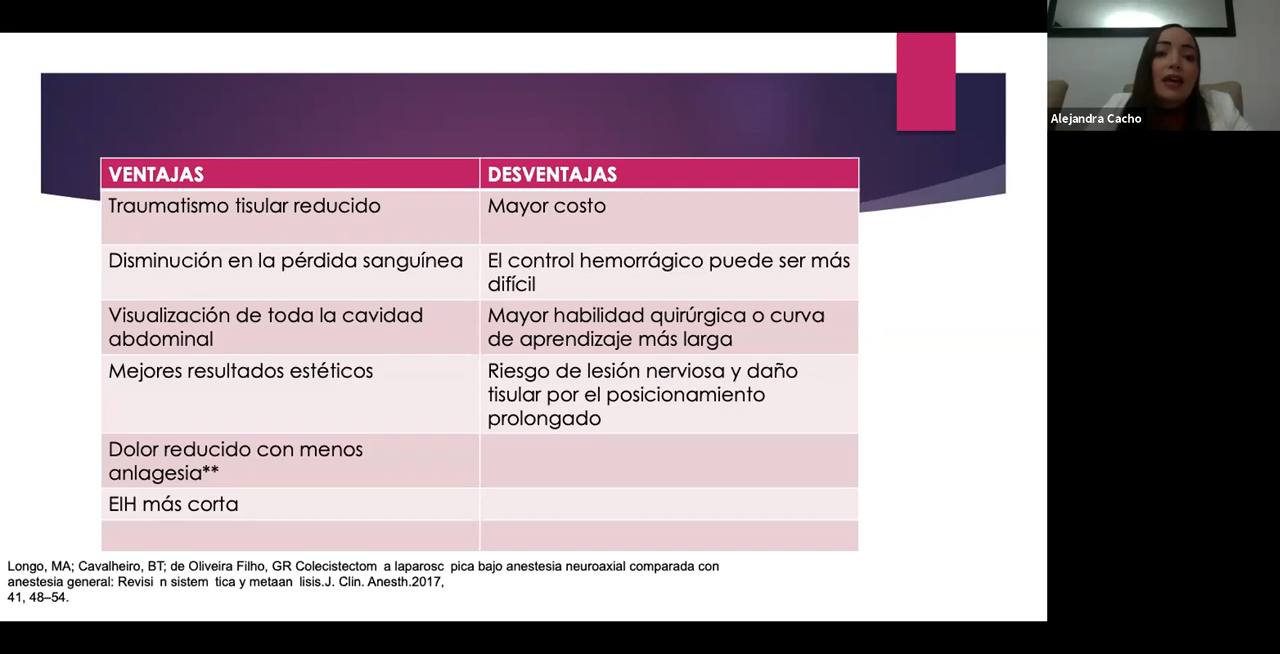 Alejandra Cacho
VENTAJAS
DESVENTAJAS
Traumatismo tisular reducido
Mayor costo
Disminución en la pérdida sanguínea
El control hemorrágico puede ser más
difícil
Visualización de toda la cavidad
abdominal
Mayor habilidad quirúrgica o curva
de aprendizaje más larga
Mejores resultados estéticos
Riesgo de lesión nerviosa y daño
tisular por el posicionamiento
prolongado
Dolor reducido con menos
anlagesia**
EIH más corta
Longo, MA; Cavalheiro, BT; de Oliveira Filho, GR Colecistectom a laparosc pica bajo anestesia neuroaxial comparada con
anestesia general: Revisi n sistem tica y metaan lisis.J. Clin. Anesth.2017,
41, 48–54.